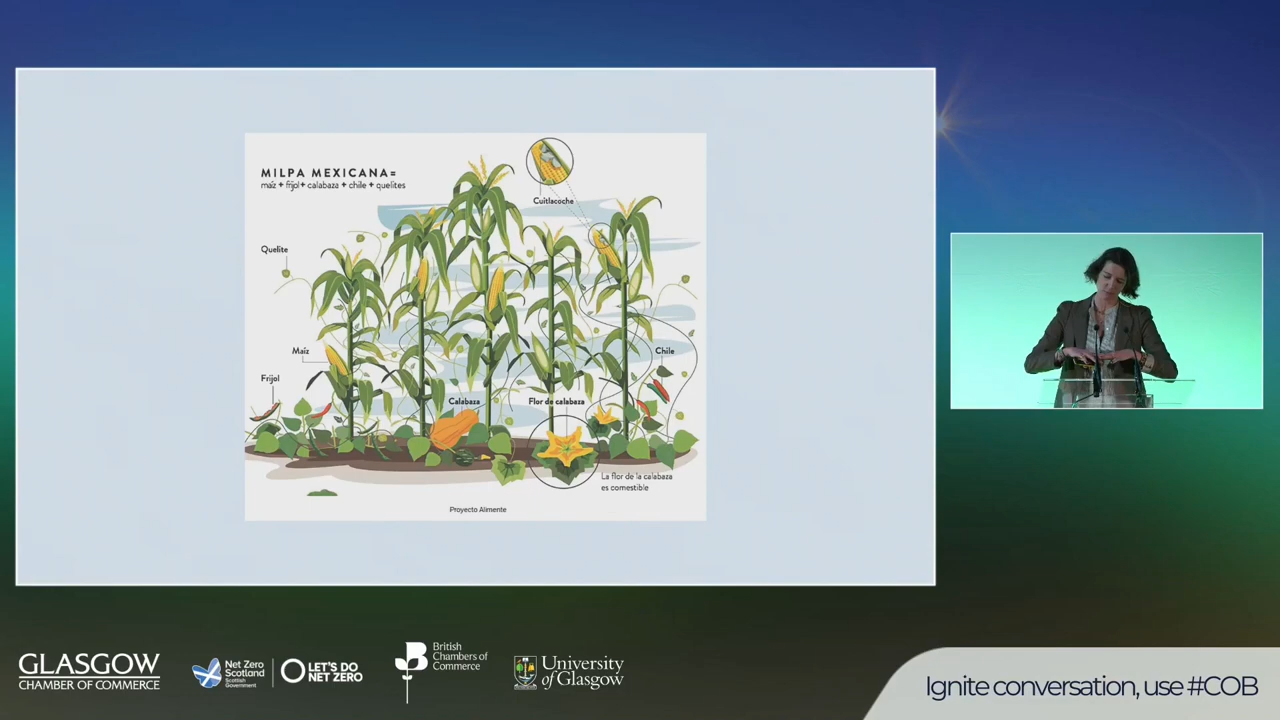 MILPA MEXICANA=
maíz + frijol + calabaza + chile + quelites
Cuitlacoche
Quelite
Maíz
Chile
Frijol
Calabaza
Flor de calabaza
La flor de la calabaza
es comestible
Proyecto Alimente
GLASGOW
CHAMBER OF COMMERCE
Net Zero
Scotland
Scottish
Government
LET'S DO
NET ZERO
British
Chambers of
Commerce
University
of Glasgow
Ignite conversation, use #COB